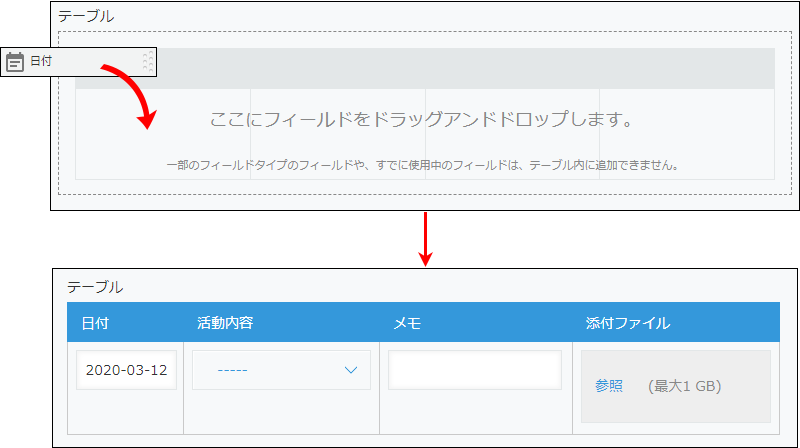 テーブル
日付
ここにフィールドをドラッグアンドドロップします。
一部のフィールドタイプのフィールドや、すでに使用中のフィールドは、テーブル内に追加できません。
テーブル
日付 活動内容 メモ 添付ファイル
2020-03-12 ----- 参照 (最大1 GB)